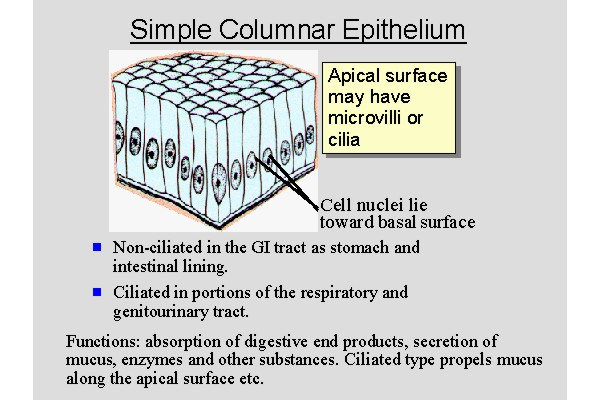 Simple Columnar Epithelium
Apical surface
may have
microvilli or
cilia
Cell nuclei lie
toward basal surface
Non-ciliated in the GI tract as stomach and
intestinal lining.
Ciliated in portions of the respiratory and
genitourinary tract.
Functions: absorption of digestive end products, secretion of
mucus, enzymes and other substances. Ciliated type propels mucus
along the apical surface etc.